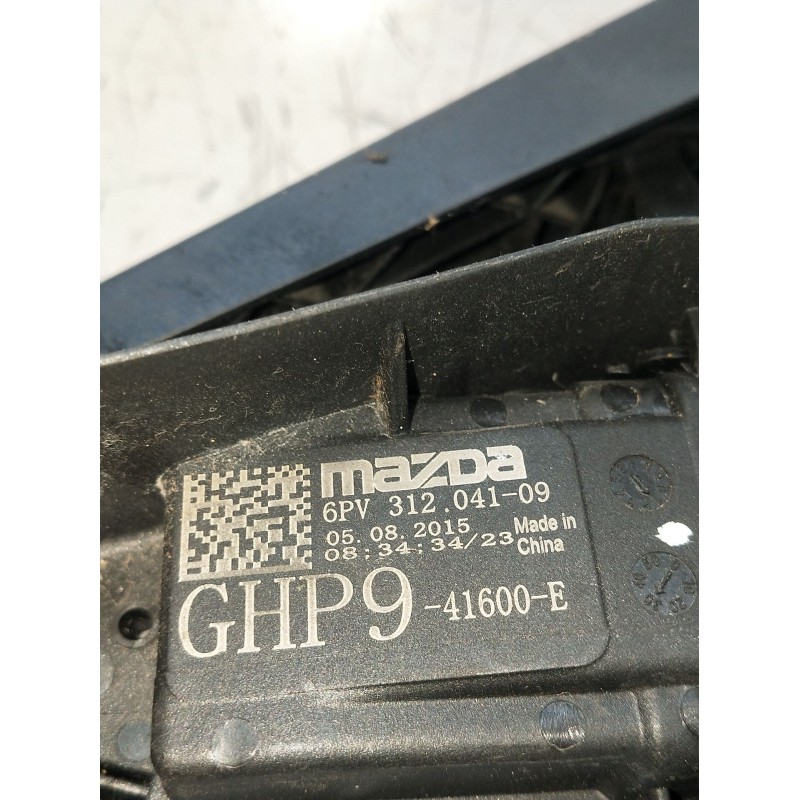 mazda
6PV 312.041-09
05.08.2015
08:34:34/23
Made in
China
GHP9-41600-E